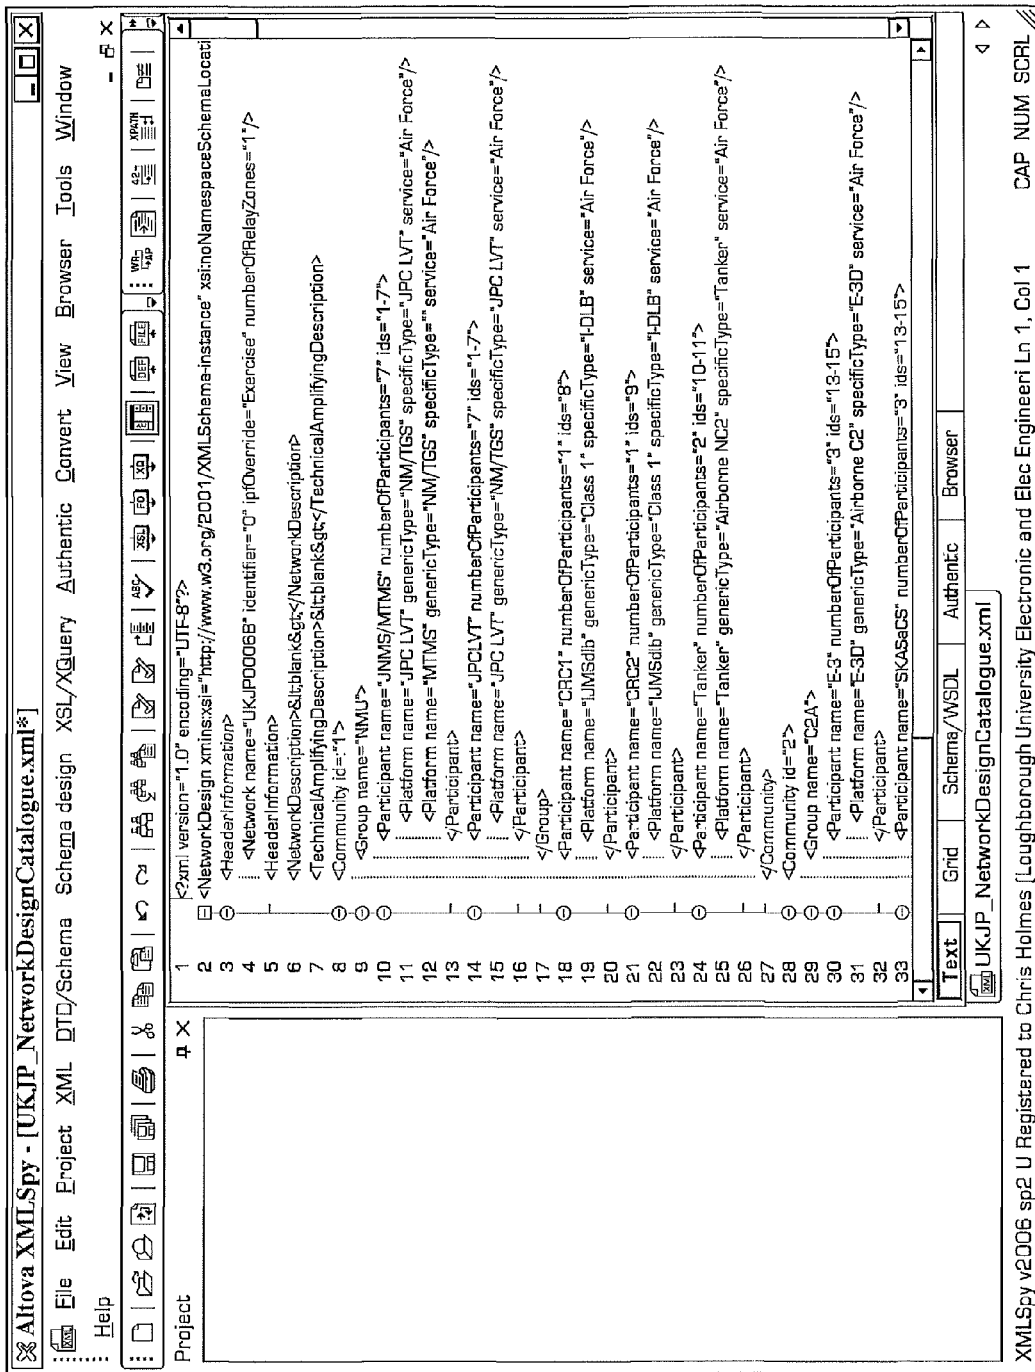 Altova XMLSpy - [UKJP_NetworkDesignCatalogue.xml*]
File Edit Project XML DTD/Schema Schema design XSL/XQuery Authentic Convert View Browser Tools Window
Help
Project
1 <?xml version="1.0" encoding="UTF-8"?>
2 <NetworkDesign xmlns:xsi="http://www.w3.org/2001/XMLSchema-instance" xsi:noNamespaceSchemaLocati
3 <HeaderInformation>
4 <Network name="UKJP0006B" identifier="0" ipfOverride="Exercise" numberOfRelayZones="1"/>
5 <HeaderInformation>
6 <NetworkDescription>&lt;blank&gt;</NetworkDescription>
7 <TechnicalAmplifyingDescription>&lt;blank&gt;</TechnicalAmplifyingDescription>
8 <Community id="1">
9 <Group name="NMU">
10 <Participant name="JNMS/MTMS" numberOfParticipants="7" ids="1-7">
11 <Platform name="JPC LVT" genericType="NM/TGS" specificType="JPC LVT" service="Air Force"/>
12 <Platform name="MTMS" genericType="NM/TGS" specificType="" service="Air Force"/>
13 </Participant>
14 <Participant name="JPCLVT" numberOfParticipants="7" ids="1-7">
15 <Platform name="JPC LVT" genericType="NM/TGS" specificType="JPC LVT" service="Air Force"/>
16 </Participant>
17 </Group>
18 <Participant name="CRC1" numberOfParticipants="1" ids="8">
19 <Platform name="IJMSdlb" genericType="Class 1" specificType="I-DLB" service="Air Force"/>
20 </Participant>
21 <Participant name="CRC2" numberOfParticipants="1" ids="9">
22 <Platform name="IJMSdlb" genericType="Class 1" specificType="I-DLB" service="Air Force"/>
23 </Participant>
24 <Participant name="Tanker" numberOfParticipants="2" ids="10-11">
25 <Platform name="Tanker" genericType="Airborne NC2" specificType="Tanker" service="Air Force"/>
26 </Participant>
27 </Community>
28 <Community id="2">
29 <Group name="C2A">
30 <Participant name="E-3" numberOfParticipants="3" ids="13-15">
31 <Platform name="E-3D" genericType="Airborne C2" specificType="E-3D" service="Air Force"/>
32 </Participant>
33 <Participant name="SKASaCS" numberOfParticipants="3" ids="13-15">
Text Grid Schema/WSDL Authentic Browser
UKJP_NetworkDesignCatalogue.xml
XMLSpy v2006 sp2 U Registered to Chris Holmes [Loughborough University Electronic and Elec Engineeri Ln 1, Col 1 CAP NUM SCRL